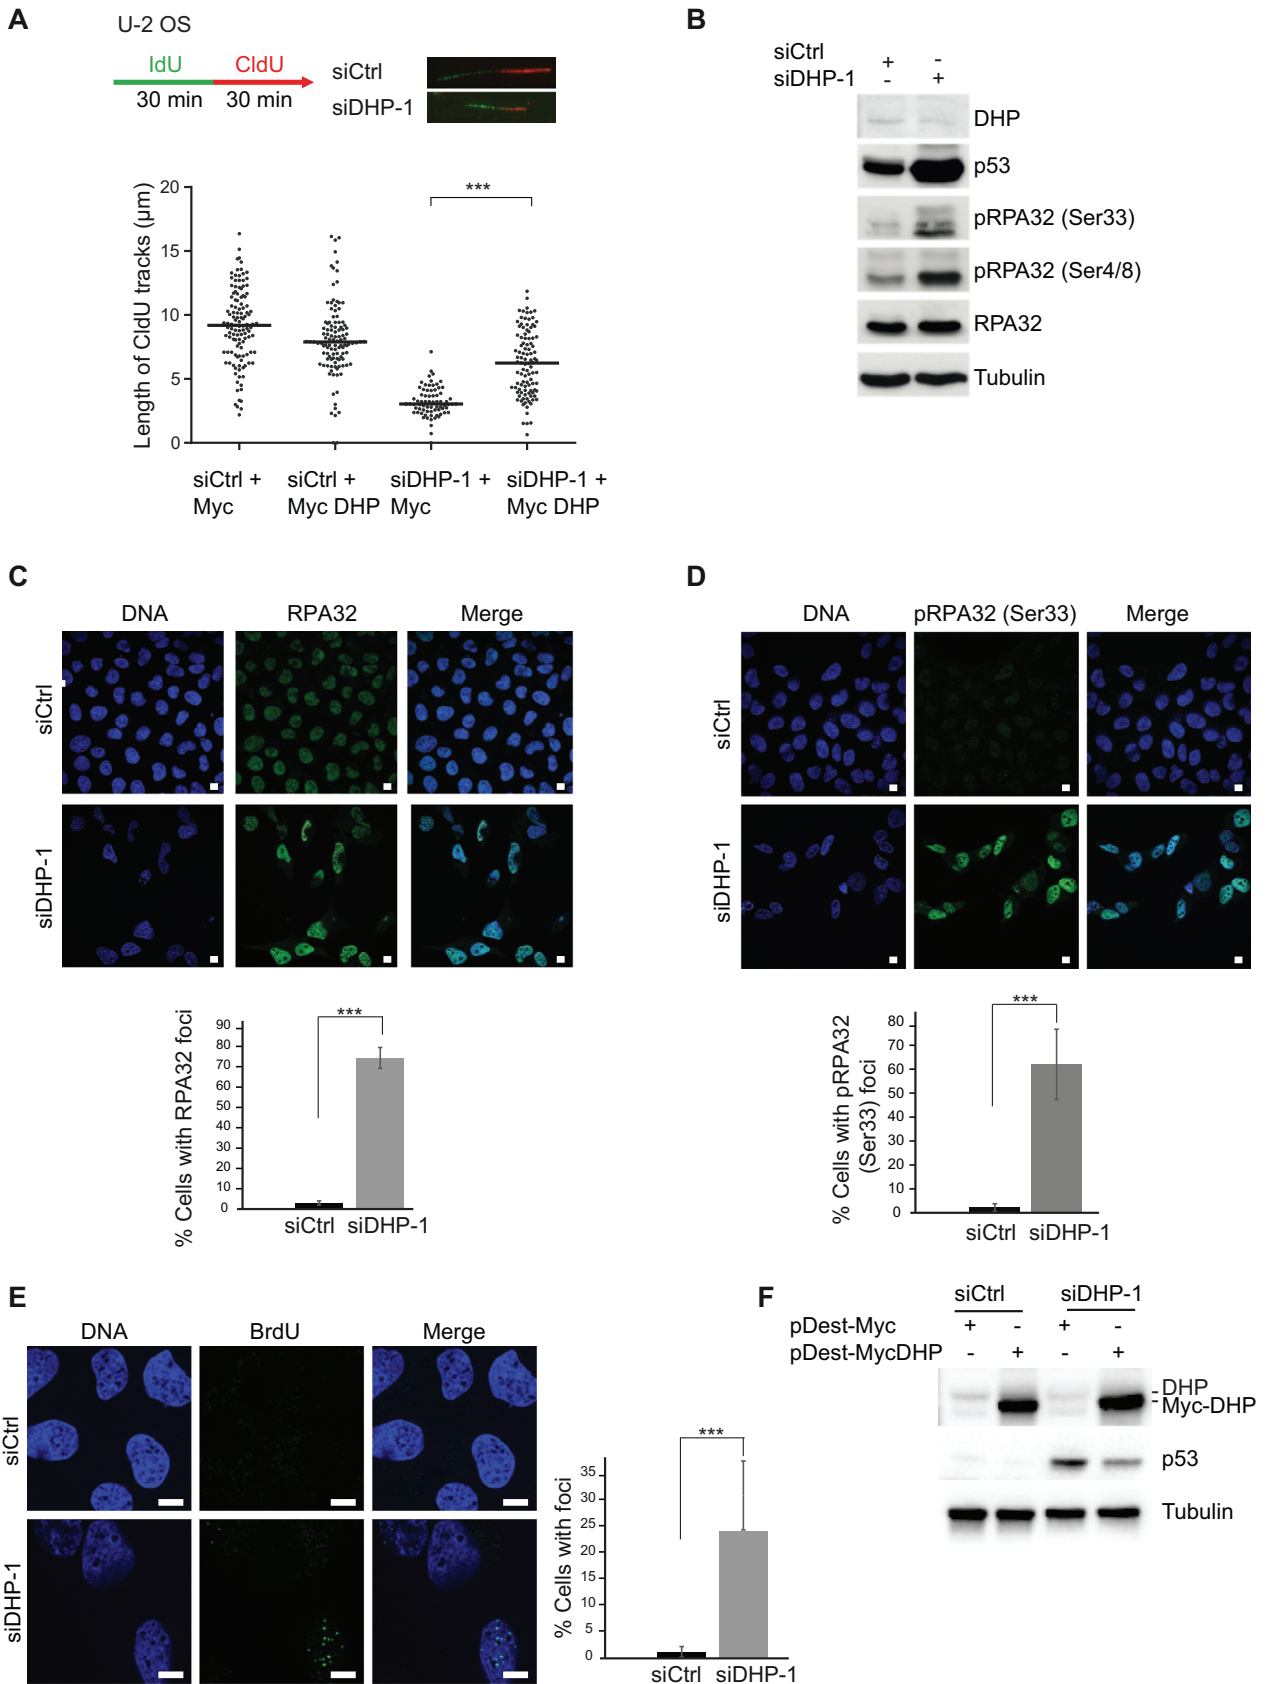 A
U-2 OS
IdU
CldU
30 min
30 min
siCtrl
siDHP-1
Length of CldU tracks (µm)
20
15
10
5
0
***
siCtrl +
Myc
siCtrl +
Myc DHP
siDHP-1 +
Myc
siDHP-1 +
Myc DHP
B
siCtrl + -
siDHP-1 - +
DHP
p53
pRPA32 (Ser33)
pRPA32 (Ser4/8)
RPA32
Tubulin
C
DNA RPA32 Merge
siCtrl
siDHP-1
% Cells with RPA32 foci
90
80
70
60
50
40
30
20
10
0
***
siCtrl siDHP-1
D
DNA pRPA32 (Ser33) Merge
siCtrl
siDHP-1
% Cells with pRPA32
(Ser33) foci
80
70
60
50
40
30
20
10
0
***
siCtrl siDHP-1
E
DNA BrdU Merge
siCtrl
siDHP-1
% Cells with foci
35
30
25
20
15
10
5
0
***
siCtrl siDHP-1
F
siCtrl siDHP-1
pDest-Myc + - + -
pDest-MycDHP - + - +
DHP
Myc-DHP
p53
Tubulin